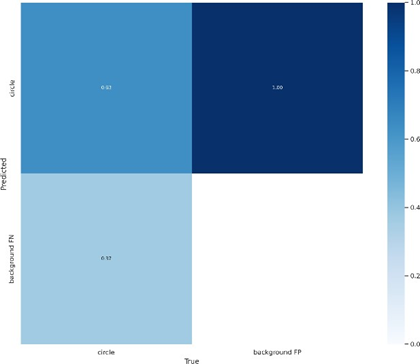 circle
background FN
Predicted
1.00
circle
background FP
True
1.0
0.8
0.6
0.4
0.2
0.0